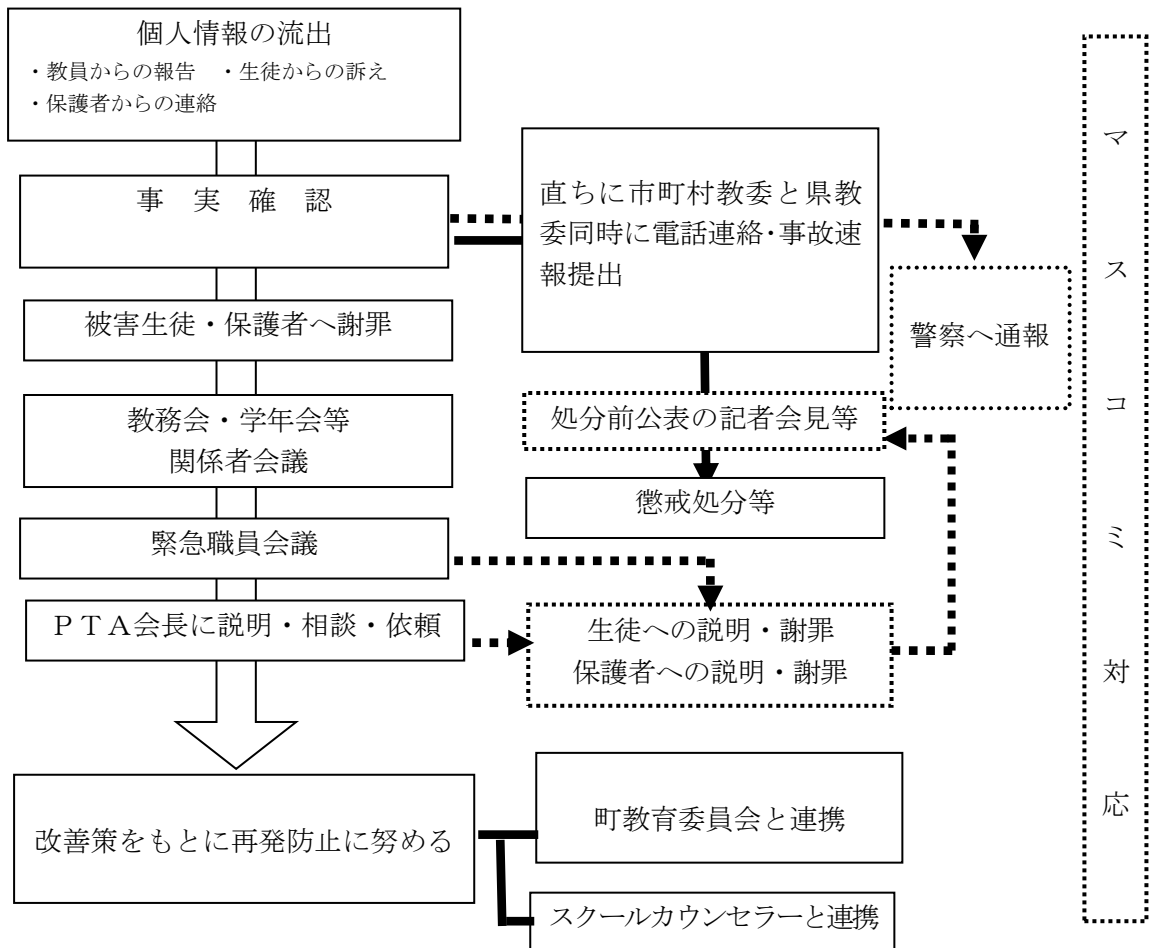 個人情報の流出
・教員からの報告　・生徒からの訴え
・保護者からの連絡
事　実　確　認
直ちに市町村教委と県教
委同時に電話連絡・事故速
報提出
警察へ通報
被害生徒・保護者へ謝罪
教務会・学年会等
関係者会議
処分前公表の記者会見等
懲戒処分等
緊急職員会議
ＰＴＡ会長に説明・相談・依頼
生徒への説明・謝罪
保護者への説明・謝罪
改善策をもとに再発防止に努める
町教育委員会と連携
スクールカウンセラーと連携
マスコミ対応